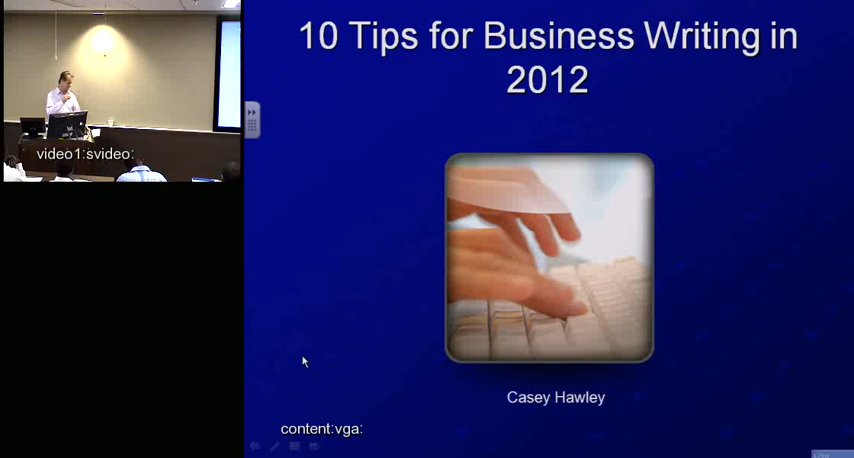 10 Tips for Business Writing in
2012
video1:svideo:
Casey Hawley
content:vga: